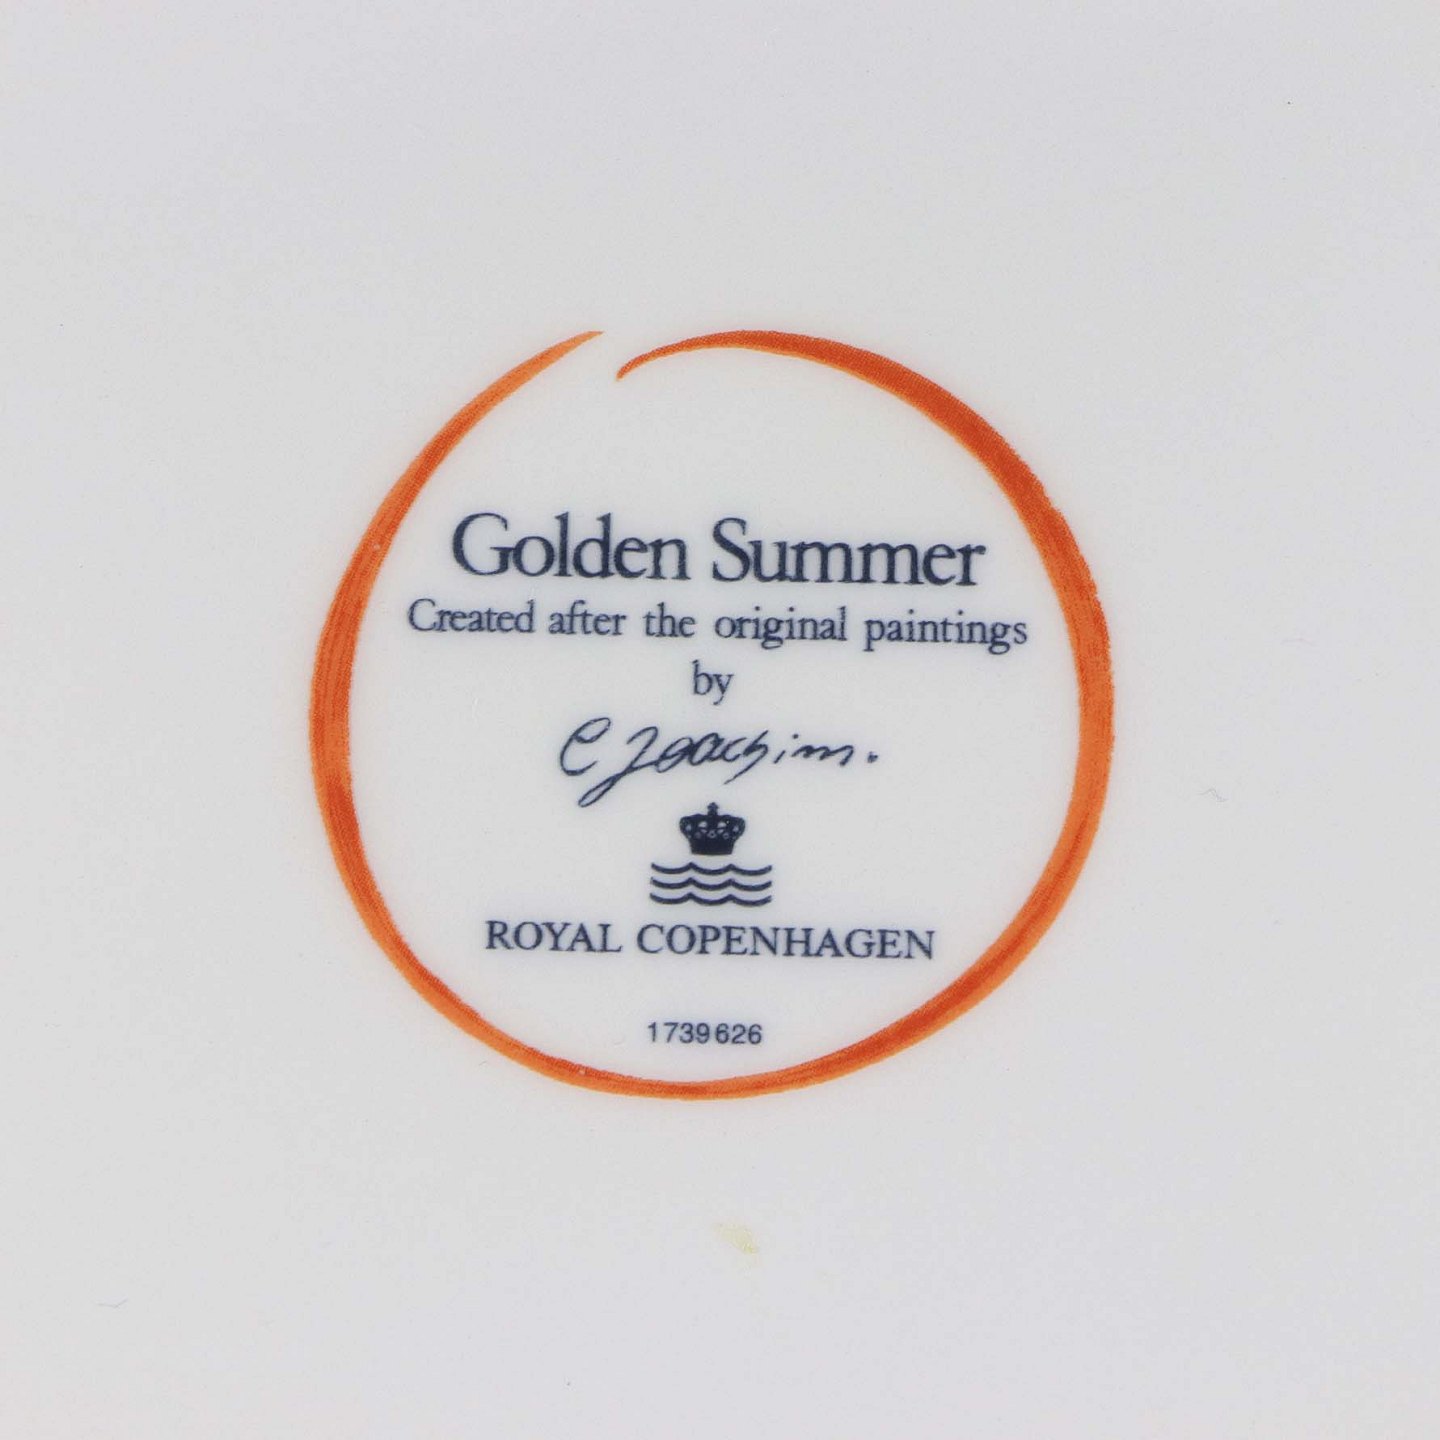 Golden Summer
Created after the original paintings
by
C Joachim.
ROYAL COPENHAGEN
1739626